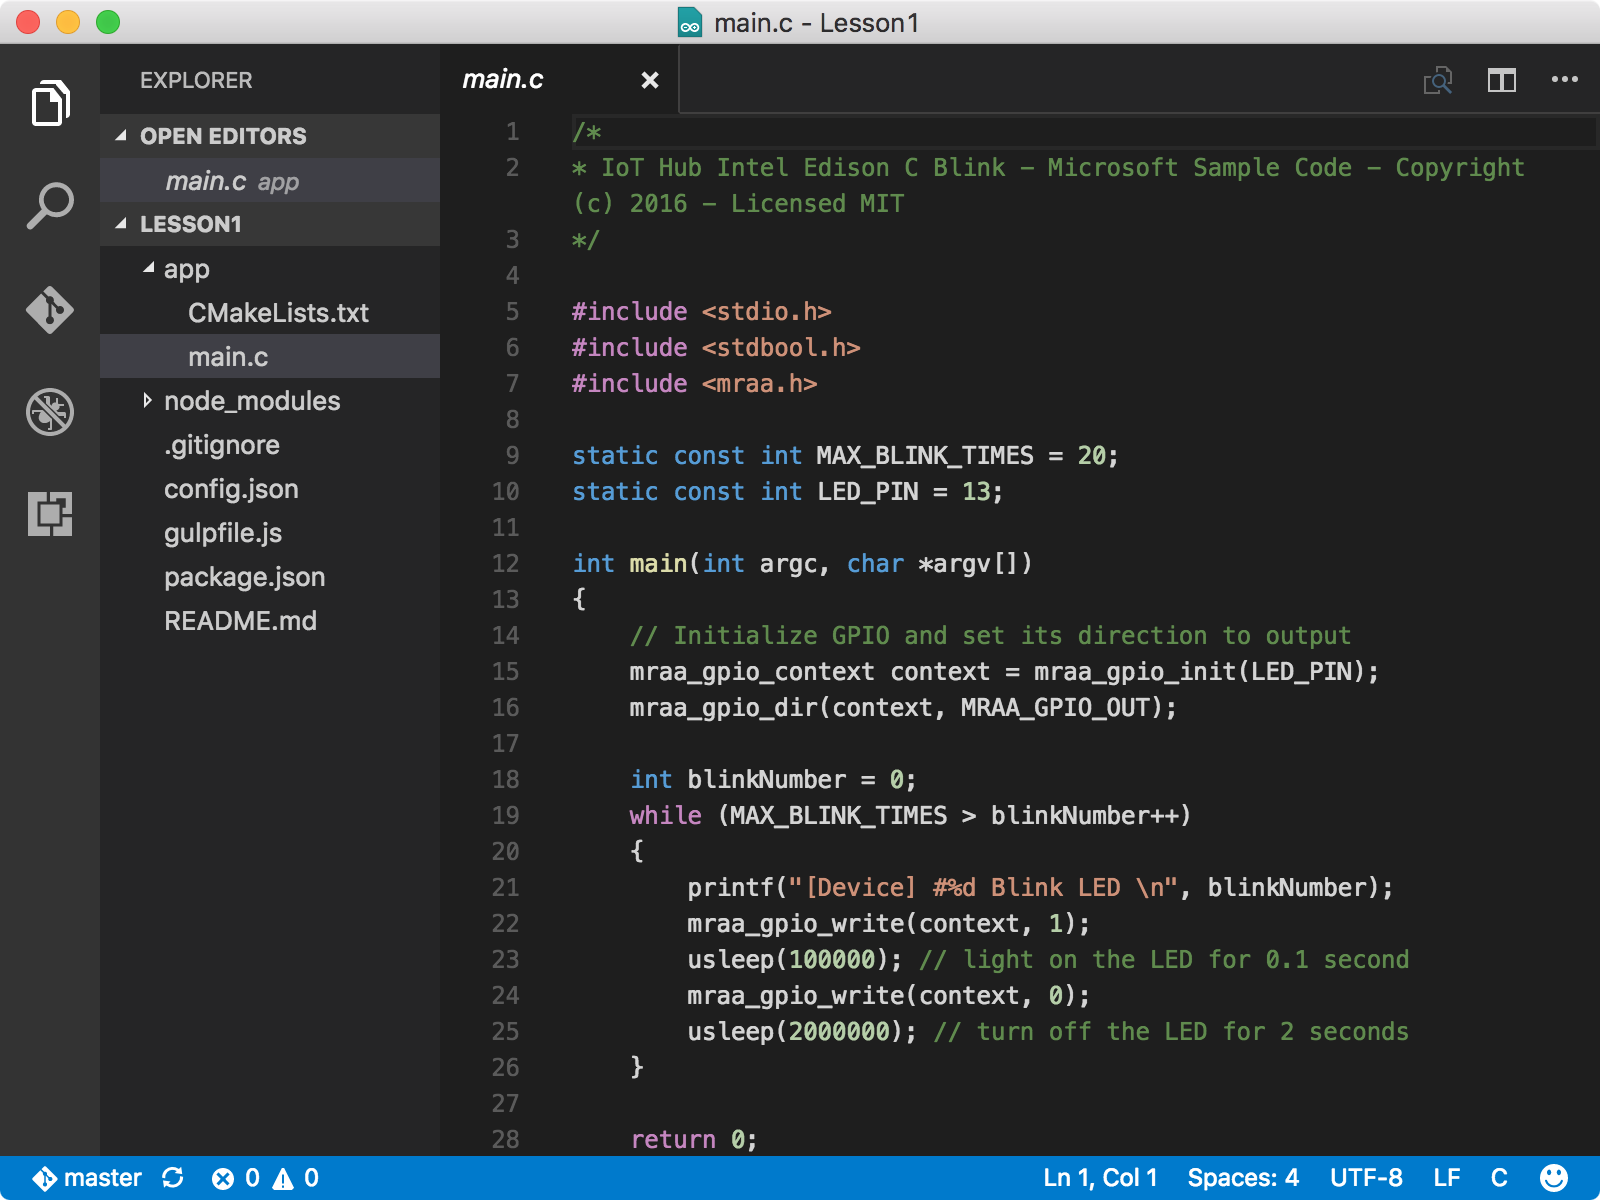 main.c - Lesson1
EXPLORER
OPEN EDITORS
main.c app
LESSON1
app
CMakeLists.txt
main.c
node_modules
.gitignore
config.json
gulpfile.js
package.json
README.md
main.c
1 /*
2 * IoT Hub Intel Edison C Blink - Microsoft Sample Code - Copyright
(c) 2016 - Licensed MIT
3 */
4
5 #include <stdio.h>
6 #include <stdbool.h>
7 #include <mraa.h>
8
9 static const int MAX_BLINK_TIMES = 20;
10 static const int LED_PIN = 13;
11
12 int main(int argc, char *argv[])
13 {
14     // Initialize GPIO and set its direction to output
15     mraa_gpio_context context = mraa_gpio_init(LED_PIN);
16     mraa_gpio_dir(context, MRAA_GPIO_OUT);
17
18     int blinkNumber = 0;
19     while (MAX_BLINK_TIMES > blinkNumber++)
20     {
21         printf("[Device] #%d Blink LED \n", blinkNumber);
22         mraa_gpio_write(context, 1);
23         usleep(100000); // light on the LED for 0.1 second
24         mraa_gpio_write(context, 0);
25         usleep(2000000); // turn off the LED for 2 seconds
26     }
27
28     return 0;
master 0 0 Ln 1, Col 1 Spaces: 4 UTF-8 LF C